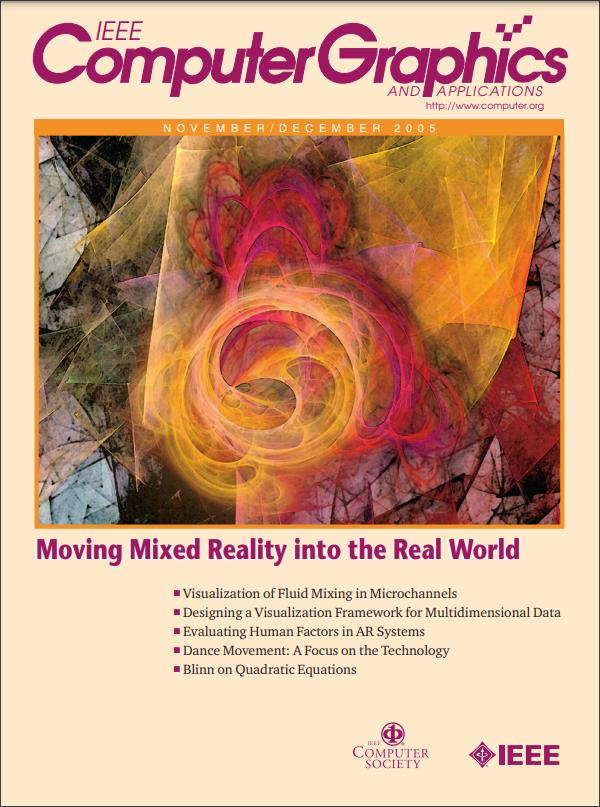 IEEE
Computer Graphics
AND APPLICATIONS
http://www.computer.org
NOVEMBER/DECEMBER 2005
Moving Mixed Reality into the Real World
■ Visualization of Fluid Mixing in Microchannels
■ Designing a Visualization Framework for Multidimensional Data
■ Evaluating Human Factors in AR Systems
■ Dance Movement: A Focus on the Technology
■ Blinn on Quadratic Equations
IEEE
COMPUTER
SOCIETY
IEEE